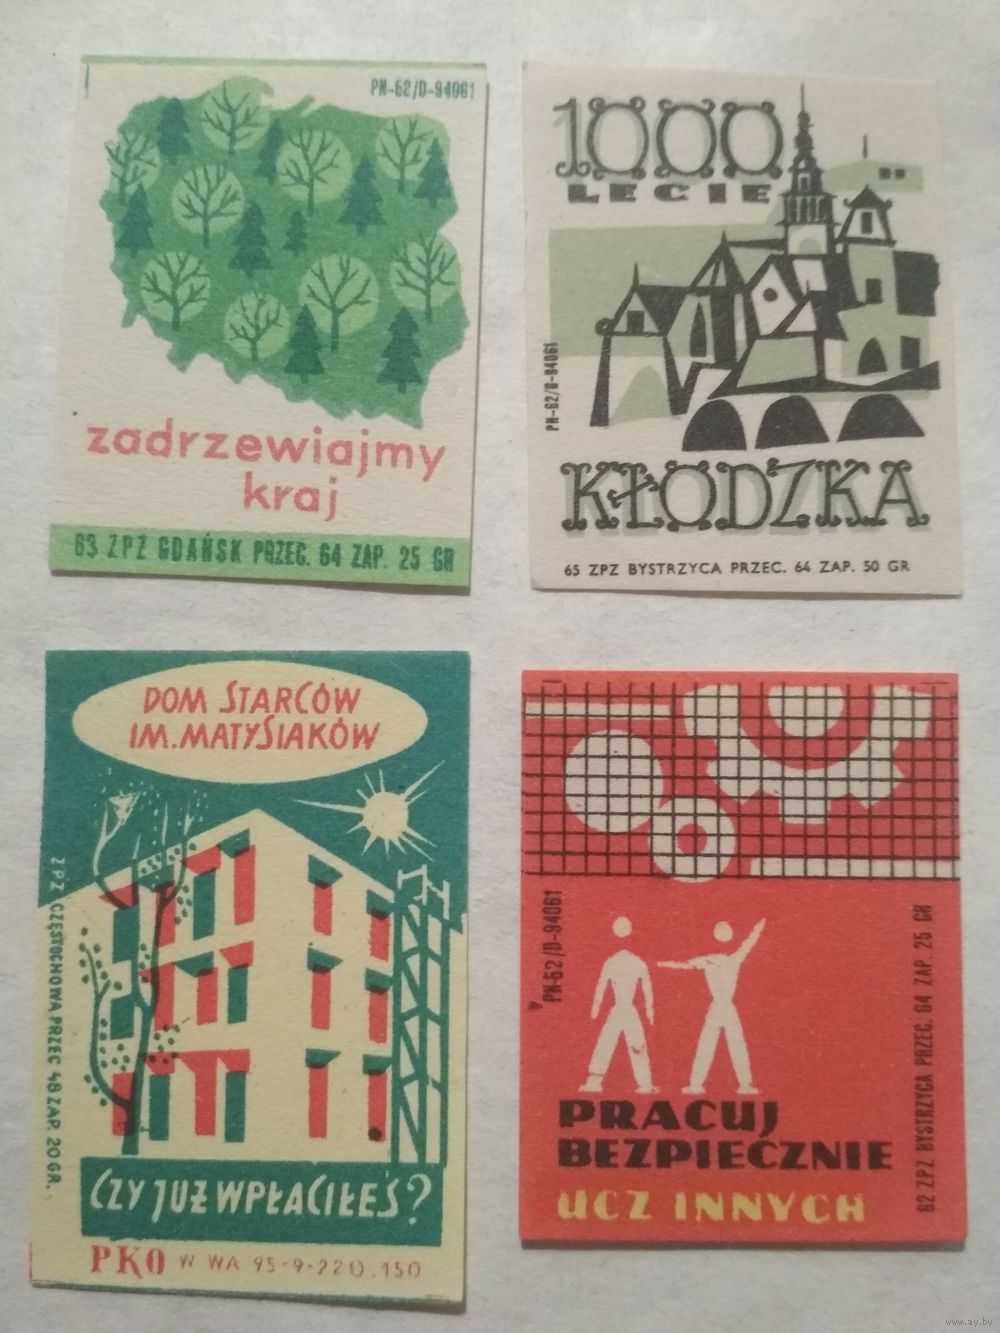 PN-62/D-94061
zadrzewiajmy
kraj
63 ZPZ GDAŃSK PRZEC. 64 ZAP. 25 GR
1000
LECIE
PN-62/D-94061
KŁODZKA
65 ZPZ BYSTRZYCA PRZEC. 64 ZAP. 50 GR
DOM STARCÓW
IM. MATYSIAKÓW
ZPZ CZĘSTOCHOWA PRZEC 48 ZAP. 20 GR.
CZY JUŻ WPŁACIŁEŚ?
PKO W WA 95-9-220.150
PN-62/D-94061
PRACUJ
BEZPIECZNIE
UCZ INNYCH
62 ZPZ BYSTRZYCA PRZEC. 64 ZAP. 25 GR
www.ay.by